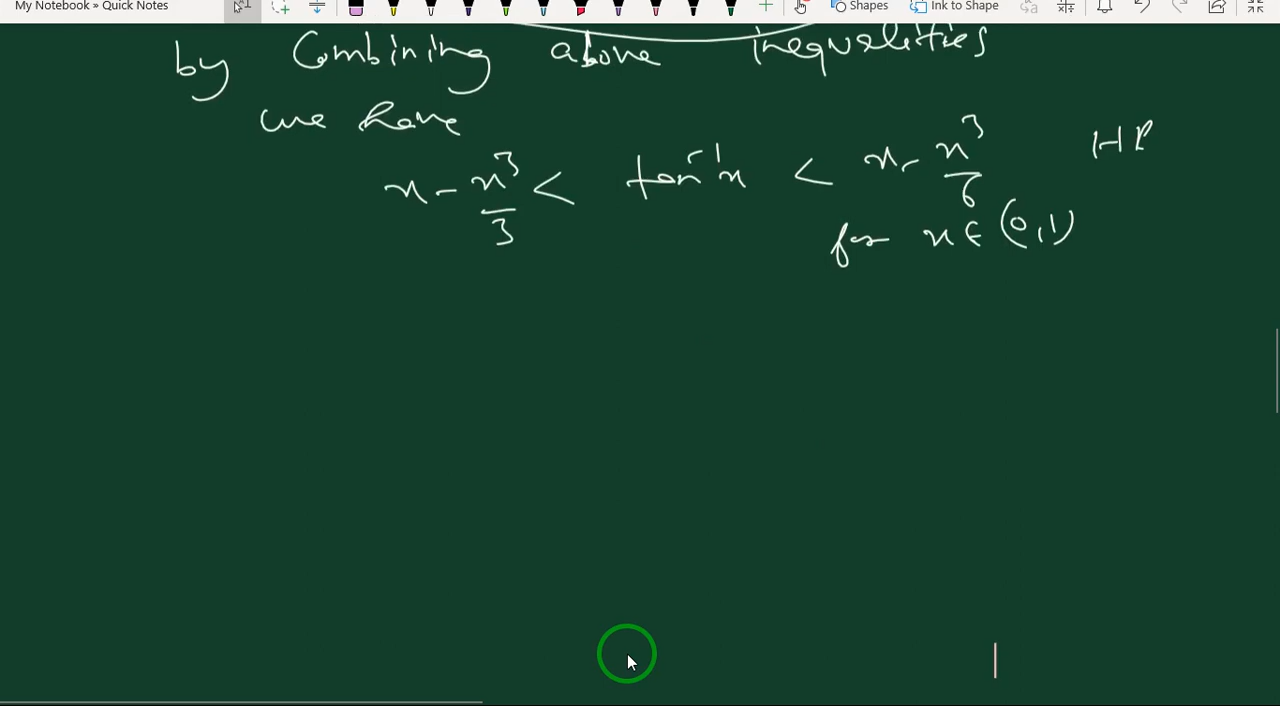 My Notebook » Quick Notes
Shapes
Ink to Shape
by Combining above inequalities
we have
x - x³/3 < tan⁻¹x < x - x³/6 HP
for x ∈ (0,1)